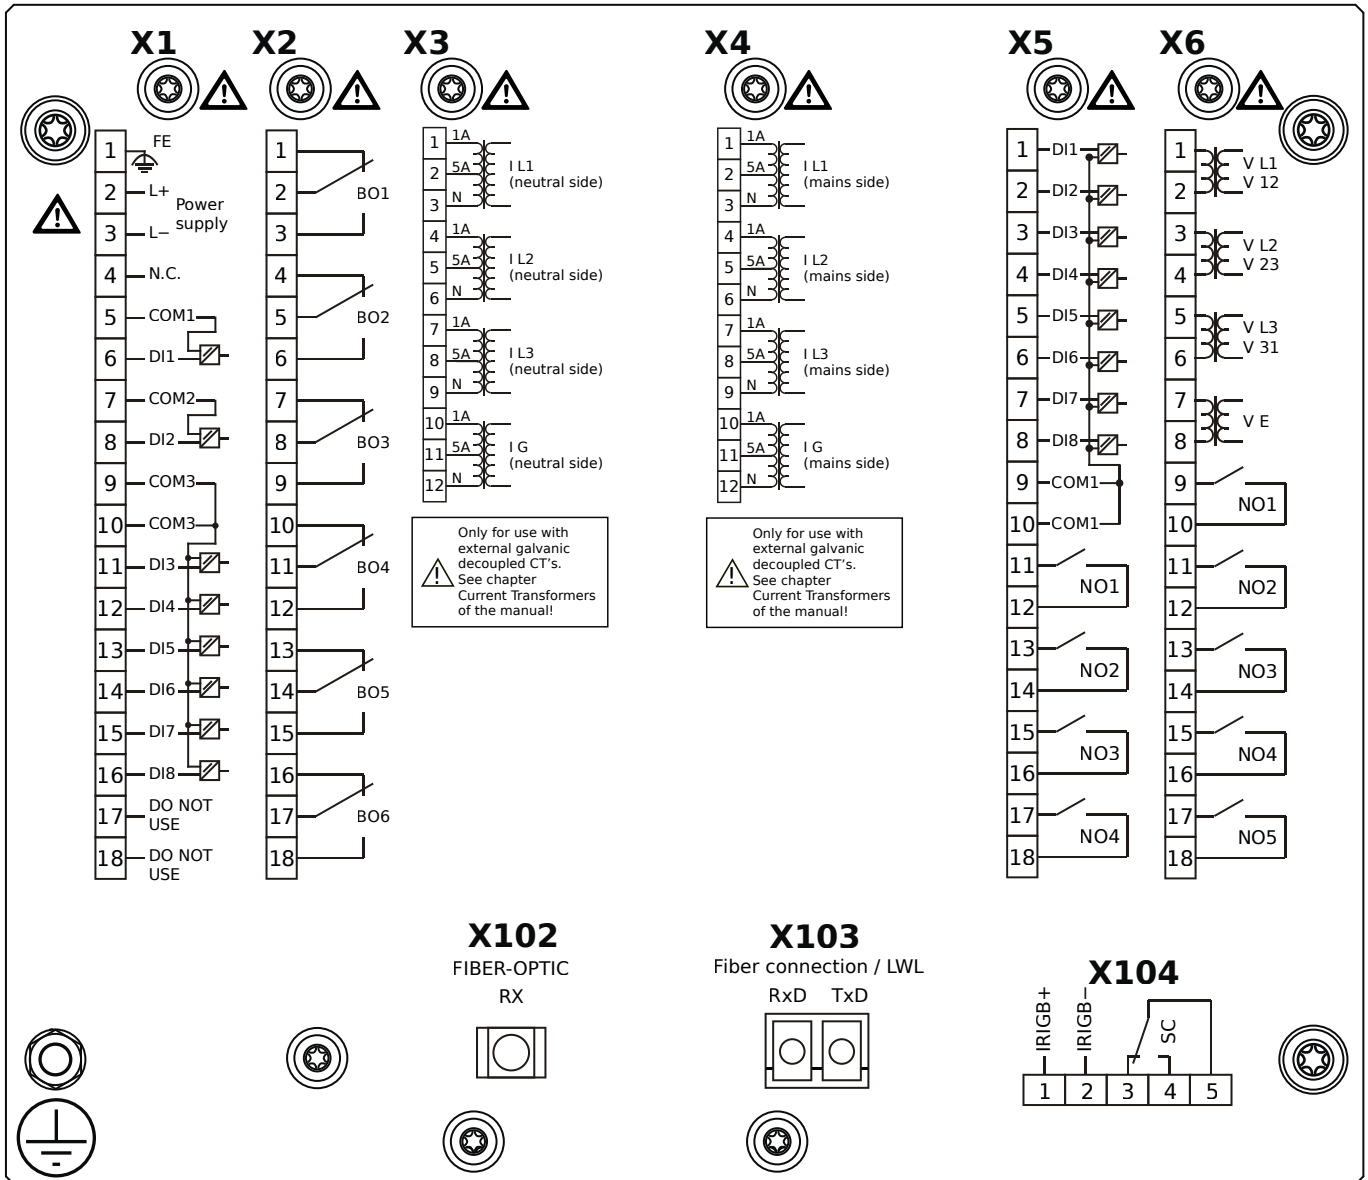 X1
X2
X3
X4
X5
X6
1
FE
2
L+
Power
supply
3
L−
4
N.C.
5
COM1
6
DI1
7
COM2
8
DI2
9
COM3
10
COM3
11
DI3
12
DI4
13
DI5
14
DI6
15
DI7
16
DI8
17
DO NOT
USE
18
DO NOT
USE
1
2
BO1
3
4
5
BO2
6
7
8
BO3
9
10
11
BO4
12
13
14
BO5
15
16
17
BO6
18
1
1A
2
5A
I L1
(neutral side)
3
N
4
1A
5
5A
I L2
(neutral side)
6
N
7
1A
8
5A
I L3
(neutral side)
9
N
10
1A
11
5A
I G
(neutral side)
12
N
Only for use with
external galvanic
decoupled CT’s.
See chapter
Current Transformers
of the manual!
1
1A
2
5A
I L1
(mains side)
3
N
4
1A
5
5A
I L2
(mains side)
6
N
7
1A
8
5A
I L3
(mains side)
9
N
10
1A
11
5A
I G
(mains side)
12
N
Only for use with
external galvanic
decoupled CT’s.
See chapter
Current Transformers
of the manual!
1
DI1
2
DI2
3
DI3
4
DI4
5
DI5
6
DI6
7
DI7
8
DI8
9
COM1
10
COM1
11
NO1
12
13
NO2
14
15
NO3
16
17
NO4
18
1
V L1
V 12
2
3
V L2
V 23
4
5
V L3
V 31
6
7
V E
8
9
NO1
10
11
NO2
12
13
NO3
14
15
NO4
16
17
NO5
18
X102
FIBER-OPTIC
RX
X103
Fiber connection / LWL
RxD TxD
X104
IRIGB+
IRIGB−
SC
1 2 3 4 5